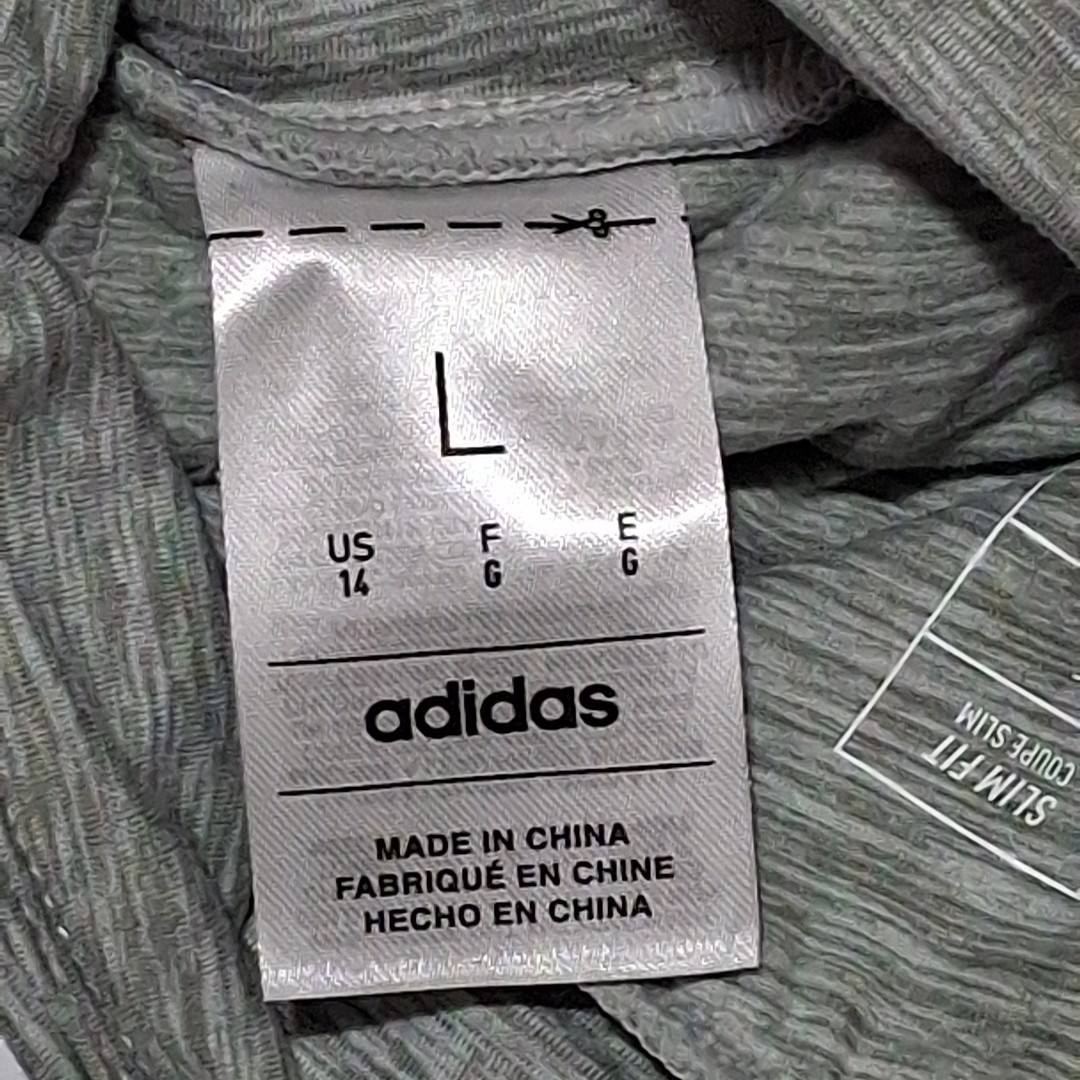 L
US F E
14 G G
adidas
MADE IN CHINA
FABRIQUÉ EN CHINE
HECHO EN CHINA
SLIM FIT
COUPE SLIM